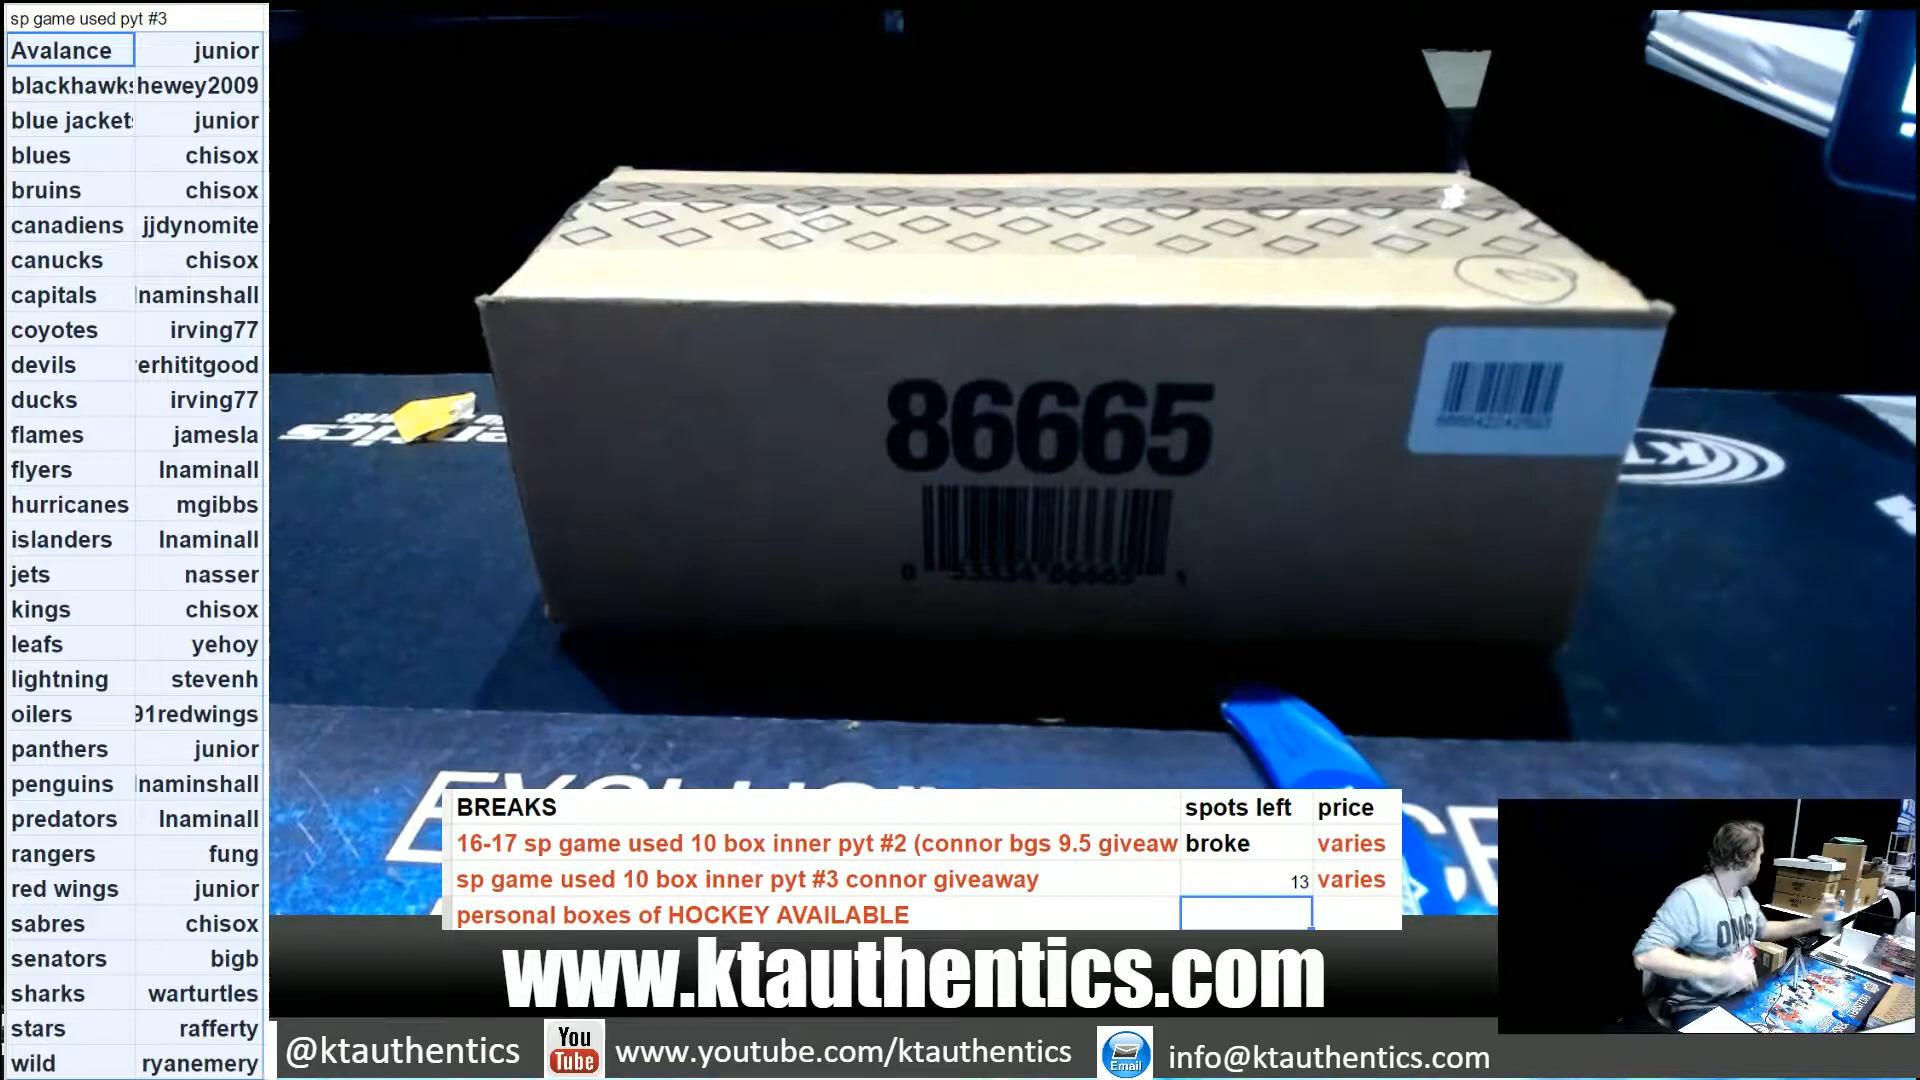 sp game used pyt #3
Avalance junior
blackhawks hewey2009
blue jackets junior
blues chisox
bruins chisox
canadiens jjdynomite
canucks chisox
capitals lnaminshall
coyotes irving77
devils erhititgood
ducks irving77
flames jamesla
flyers lnaminall
hurricanes mgibbs
islanders lnaminall
jets nasser
kings chisox
leafs yehoy
lightning stevenh
oilers 91redwings
panthers junior
penguins lnaminshall
predators lnaminall
rangers fung
red wings junior
sabres chisox
senators bigb
sharks warturtles
stars rafferty
wild ryanemery
86665
KT
BREAKS spots left price
16-17 sp game used 10 box inner pyt #2 (connor bgs 9.5 giveaw broke varies
sp game used 10 box inner pyt #3 connor giveaway 13 varies
personal boxes of HOCKEY AVAILABLE
OMG
www.ktauthentics.com
@ktauthentics You Tube www.youtube.com/ktauthentics Email info@ktauthentics.com